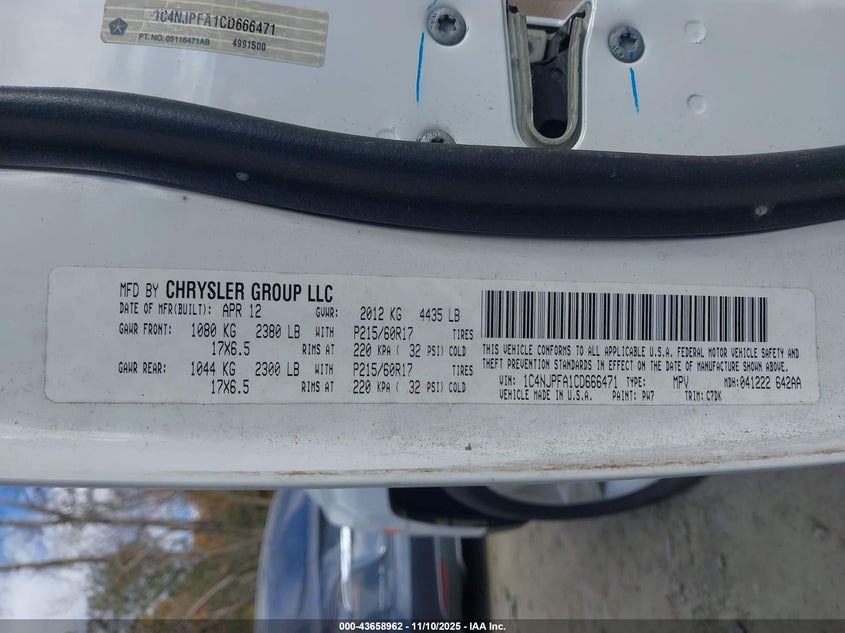 1C4NJPFA1CD666471
PT. NO. 05116471AB 4991500
MFD BY CHRYSLER GROUP LLC
DATE OF MFR(BUILT): APR 12 GVWR: 2012 KG 4435 LB
GAWR FRONT: 1080 KG 2380 LB WITH P215/60R17 TIRES
17X6.5 RIMS AT 220 KPA ( 32 PSI) COLD
GAWR REAR: 1044 KG 2300 LB WITH P215/60R17 TIRES
17X6.5 RIMS AT 220 KPA ( 32 PSI) COLD
THIS VEHICLE CONFORMS TO ALL APPLICABLE U.S.A. FEDERAL MOTOR VEHICLE SAFETY AND
THEFT PREVENTION STANDARDS IN EFFECT ON THE DATE OF MANUFACTURE SHOWN ABOVE.
VIN: 1C4NJPFA1CD666471 TYPE: MPV MDH: 041222 642AA
VEHICLE MADE IN U.S.A. PAINT: PW7 TRIM: C7DK
000-43658962 - 11/10/2025 - IAA Inc.